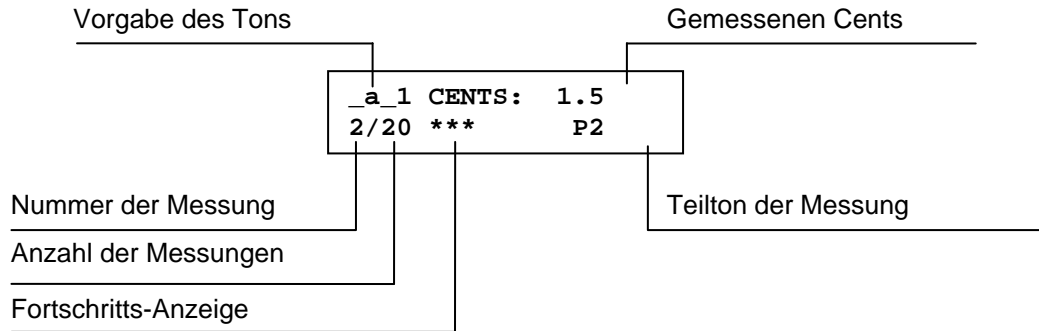 Vorgabe des Tons
Gemessenen Cents
_a_1 CENTS: 1.5
2/20 *** P2
Nummer der Messung
Teilton der Messung
Anzahl der Messungen
Fortschritts-Anzeige